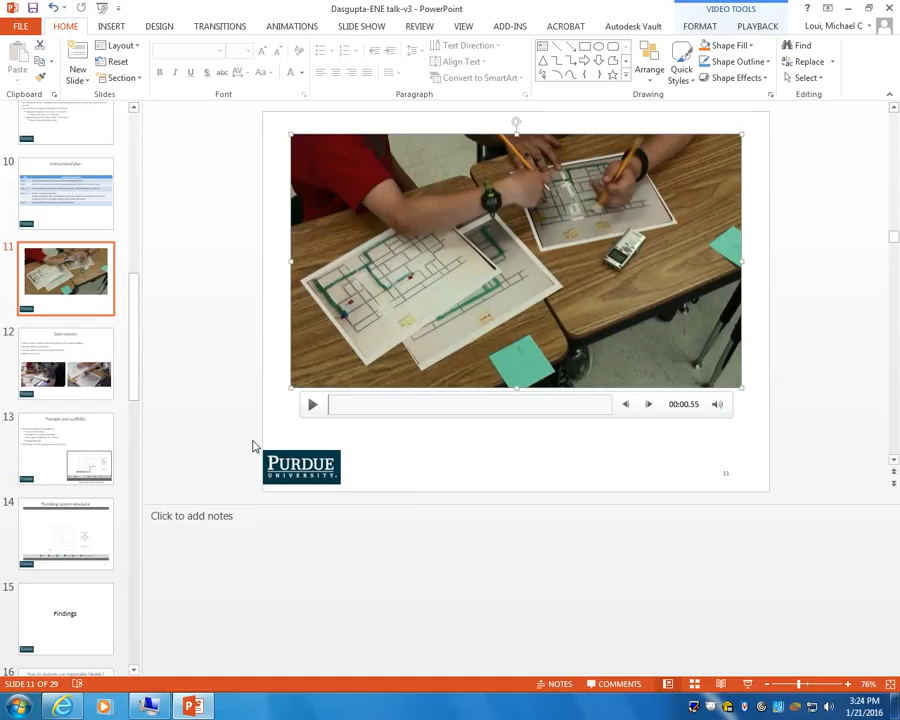 Dasgupta-ENE talk-v3 - PowerPoint
VIDEO TOOLS
FILE HOME INSERT DESIGN TRANSITIONS ANIMATIONS SLIDESHOW REVIEW VIEW ADD-INS ACROBAT Autodesk Vault FORMAT PLAYBACK Loui, Michael C
Paste
New
Slide
Layout
Reset
Section
Text Direction
Align Text
Convert to SmartArt
Arrange
Quick
Styles
Shape Fill
Shape Outline
Shape Effects
Find
Replace
Select
Clipboard Slides Font Paragraph Drawing Editing
10
Instructional plan
11
12
Data sources
13
Prompts and scaffolds
14
Plumbing system simulator
15
Findings
16
00:00.55
PURDUE
UNIVERSITY
11
Click to add notes
SLIDE 11 OF 29
NOTES
COMMENTS
76%
3:24 PM
1/21/2016